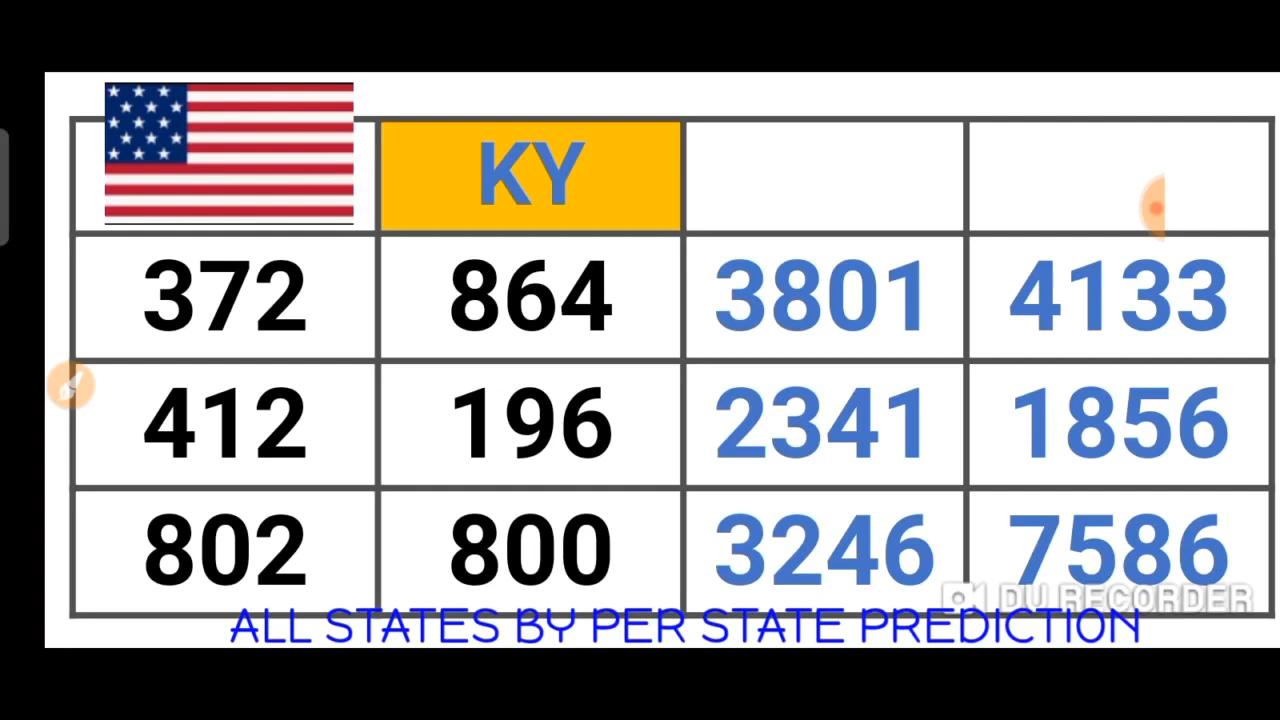 KY
372 864 3801 4133
412 196 2341 1856
802 800 3246 7586
DU RECORDER
ALL STATES BY PER STATE PREDICTION